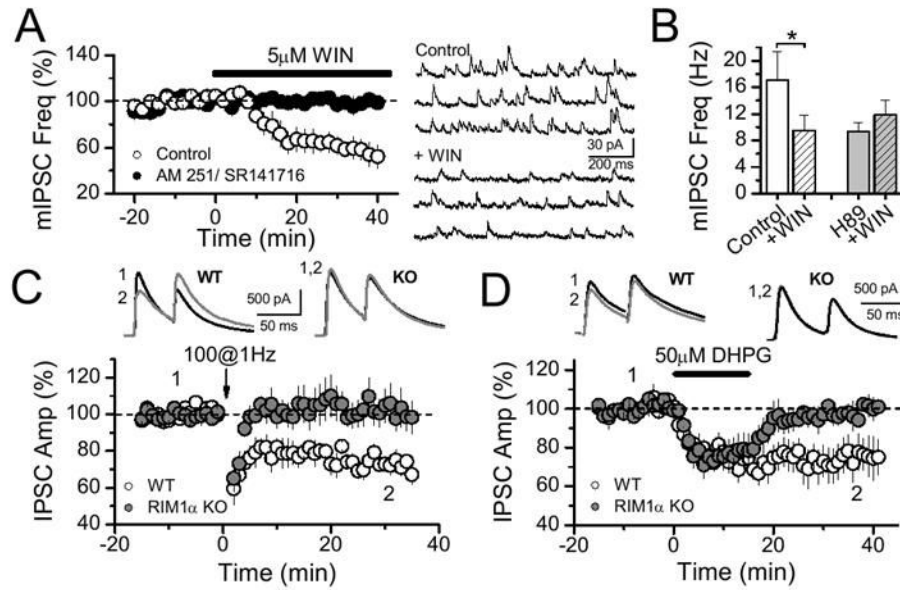 A
mIPSC Freq (%)
100
80
60
40
20
5μM WIN
Control
AM 251/ SR141716
-20
0
20
40
Time (min)
Control
30 pA
200 ms
+ WIN
B
mIPSC Freq (Hz)
20
16
12
8
4
0
*
Control
+WIN
H89
+WIN
C
1
2
WT
500 pA
50 ms
1,2
KO
100@1Hz
IPSC Amp (%)
120
100
80
60
40
1
2
WT
RIM1α KO
-20
0
20
40
Time (min)
D
1
2
WT
1,2
KO
500 pA
50 ms
50μM DHPG
IPSC Amp (%)
120
100
80
60
40
1
2
WT
RIM1α KO
-20
0
20
40
Time (min)